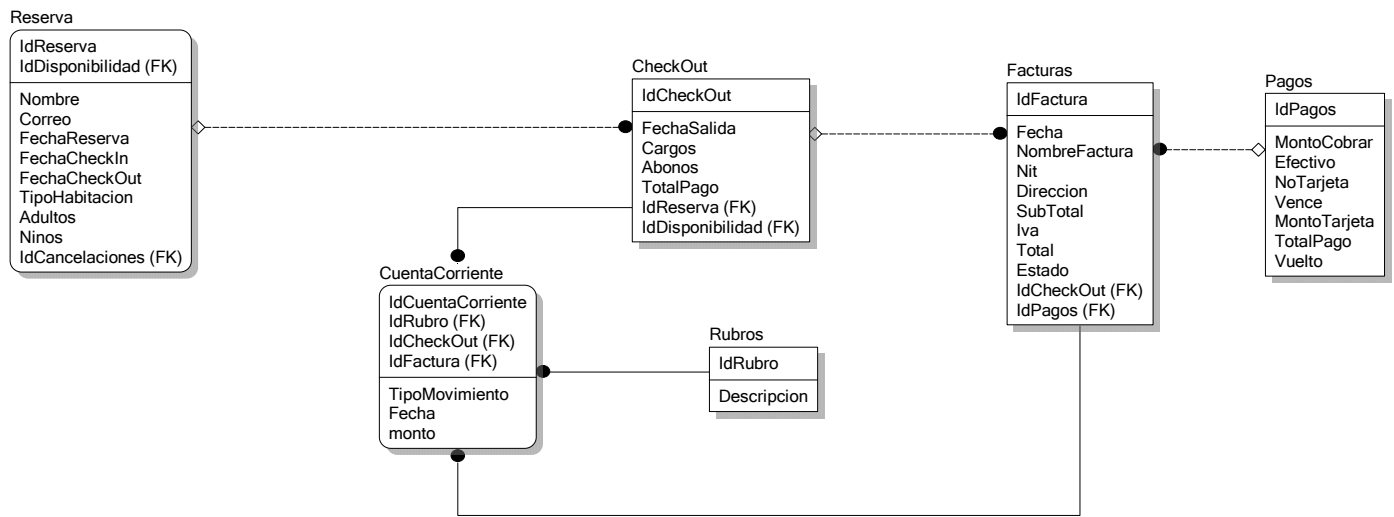 Reserva
IdReserva
IdDisponibilidad (FK)
Nombre
Correo
FechaReserva
FechaCheckIn
FechaCheckOut
TipoHabitacion
Adultos
Ninos
IdCancelaciones (FK)
CheckOut
IdCheckOut
FechaSalida
Cargos
Abonos
TotalPago
IdReserva (FK)
IdDisponibilidad (FK)
Facturas
IdFactura
Fecha
NombreFactura
Nit
Direccion
SubTotal
Iva
Total
Estado
IdCheckOut (FK)
IdPagos (FK)
Pagos
IdPagos
MontoCobrar
Efectivo
NoTarjeta
Vence
MontoTarjeta
TotalPago
Vuelto
CuentaCorriente
IdCuentaCorriente
IdRubro (FK)
IdCheckOut (FK)
IdFactura (FK)
TipoMovimiento
Fecha
monto
Rubros
IdRubro
Descripcion